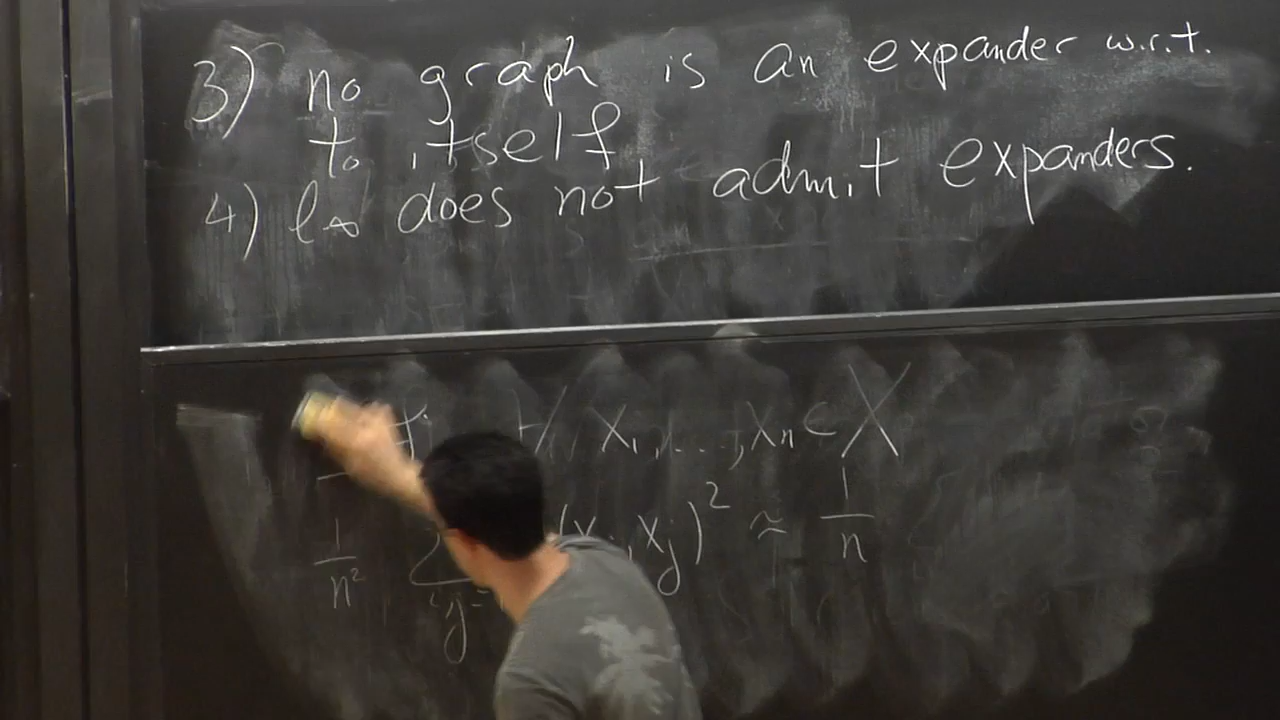 3) no graph is an expander w.r.t.
to itself
4) l∞ does not admit expanders.
∀ x₁, ..., xₙ ⊂ X
1/n² Σ (xᵢ, xⱼ)² ≈ 1/n